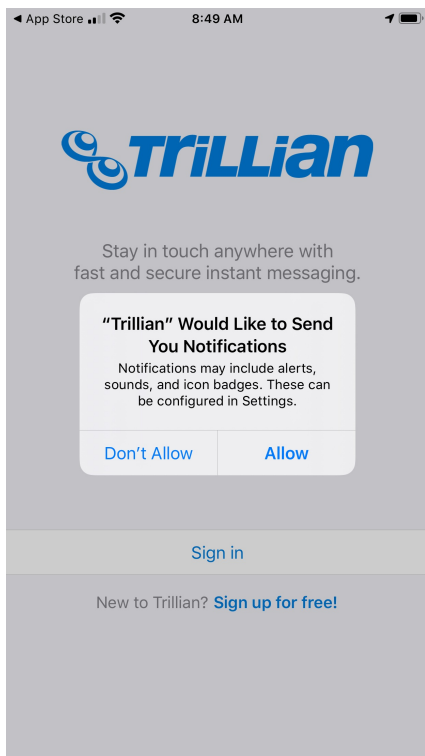 ◀ App Store 8:49 AM
Trillian
Stay in touch anywhere with
fast and secure instant messaging.
“Trillian” Would Like to Send
You Notifications
Notifications may include alerts,
sounds, and icon badges. These can
be configured in Settings.
Don’t Allow Allow
Sign in
New to Trillian? Sign up for free!